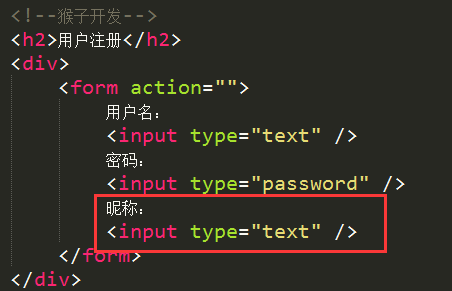 <!--猴子开发-->
<h2>用户注册</h2>
<div>
<form action="">
用户名：
<input type="text" />
密码：
<input type="password" />
昵称：
<input type="text" />
</form>
</div>